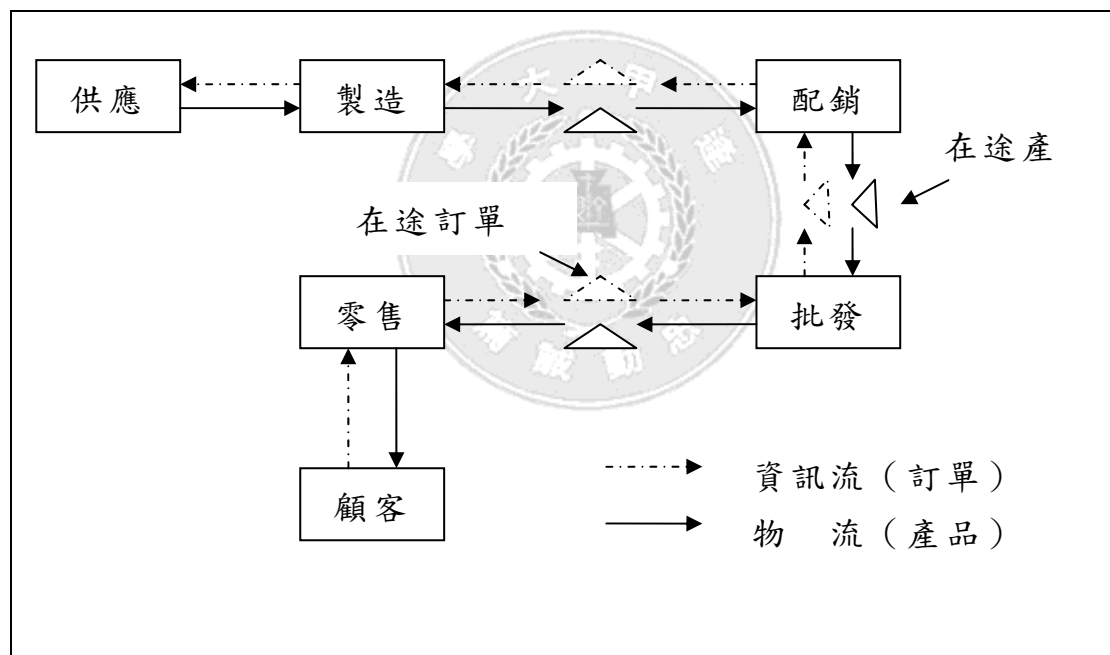 供應
製造
配銷
在途產
在途訂單
零售
批發
顧客
資訊流（訂單）
物 流（產品）